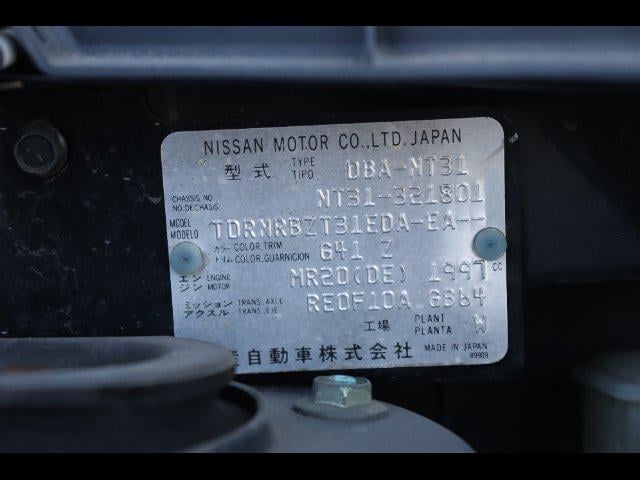 NISSAN MOTOR CO.,LTD. JAPAN
型式 TYPE TIPO DBA-NT31
CHASSIS NO. NO. DE CHASIS NT31-321801
MODEL MODELO TDRNRBZT31EDA-EA--
カラー COLOR, TRIM トリム COLOR, GUARNICION G41 Z
エンジン ENGINE MOTOR MR20(DE) 1997 cc
ミッション TRANS., AXLE アクスル TRANS., EJE RE0F10A GB64
工場 PLANT PLANTA W
産自動車株式会社 MADE IN JAPAN
89909